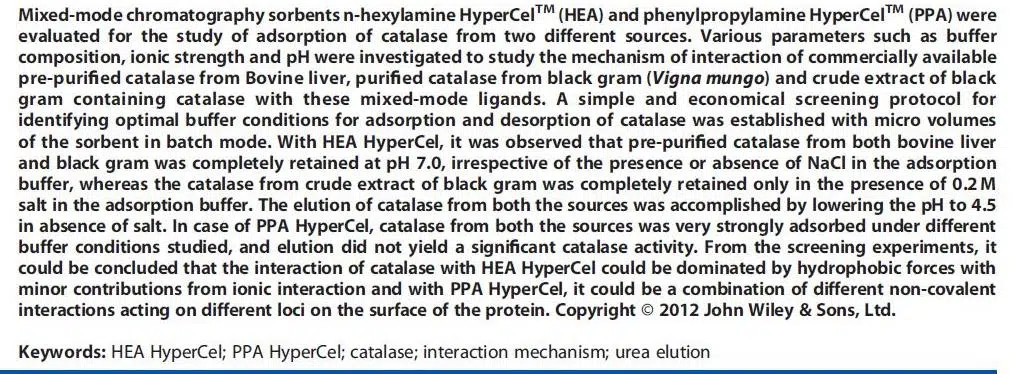 Mixed-mode chromatography sorbents n-hexylamine HyperCel™ (HEA) and phenylpropylamine HyperCel™ (PPA) were
evaluated for the study of adsorption of catalase from two different sources. Various parameters such as buffer
composition, ionic strength and pH were investigated to study the mechanism of interaction of commercially available
pre-purified catalase from Bovine liver, purified catalase from black gram (Vigna mungo) and crude extract of black
gram containing catalase with these mixed-mode ligands. A simple and economical screening protocol for
identifying optimal buffer conditions for adsorption and desorption of catalase was established with micro volumes
of the sorbent in batch mode. With HEA HyperCel, it was observed that pre-purified catalase from both bovine liver
and black gram was completely retained at pH 7.0, irrespective of the presence or absence of NaCl in the adsorption
buffer, whereas the catalase from crude extract of black gram was completely retained only in the presence of 0.2 M
salt in the adsorption buffer. The elution of catalase from both the sources was accomplished by lowering the pH to 4.5
in absence of salt. In case of PPA HyperCel, catalase from both the sources was very strongly adsorbed under different
buffer conditions studied, and elution did not yield a significant catalase activity. From the screening experiments, it
could be concluded that the interaction of catalase with HEA HyperCel could be dominated by hydrophobic forces with
minor contributions from ionic interaction and with PPA HyperCel, it could be a combination of different non-covalent
interactions acting on different loci on the surface of the protein. Copyright © 2012 John Wiley & Sons, Ltd.
Keywords: HEA HyperCel; PPA HyperCel; catalase; interaction mechanism; urea elution